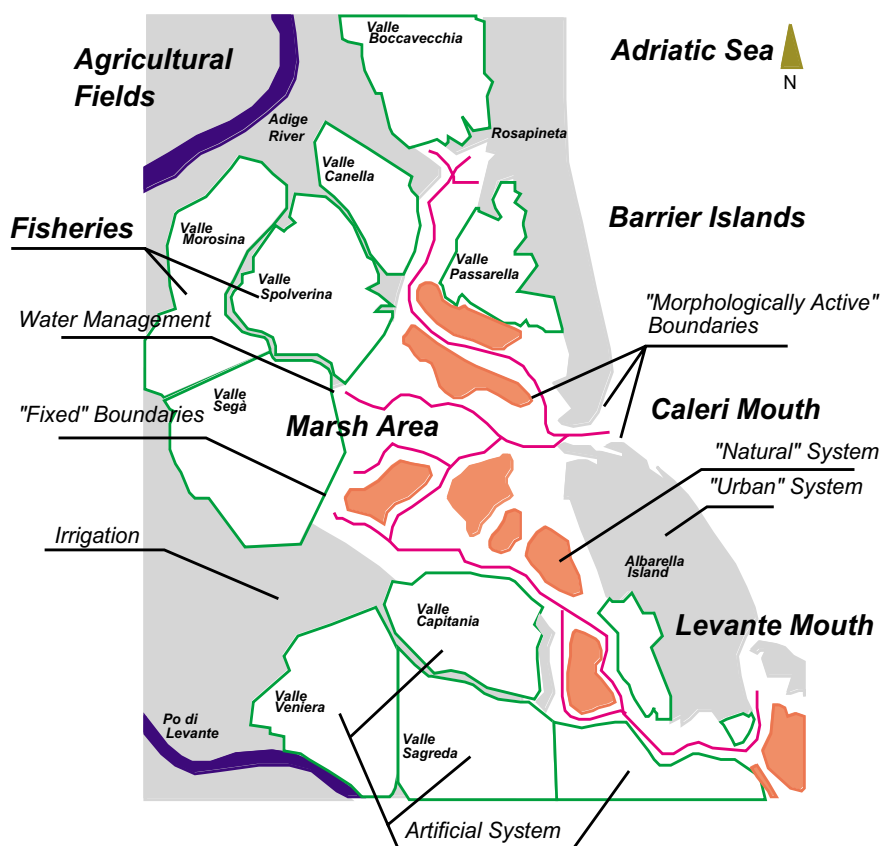 Valle
Boccavecchia
Adriatic Sea
N
Agricultural
Fields
Adige
River
Rosapineta
Valle
Canella
Barrier Islands
Fisheries
Valle
Morosina
Valle
Spolverina
Valle
Passarella
"Morphologically Active"
Boundaries
Water Management
Valle
Segà
"Fixed" Boundaries
Marsh Area
Caleri Mouth
"Natural" System
"Urban" System
Irrigation
Albarella
Island
Valle
Capitania
Levante Mouth
Valle
Veniera
Po di
Levante
Valle
Sagreda
Artificial System